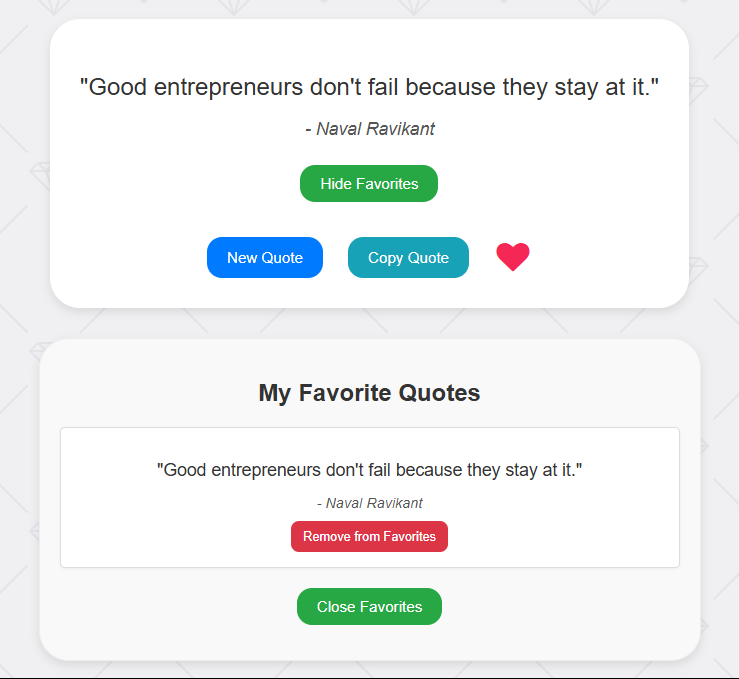 "Good entrepreneurs don't fail because they stay at it."
- Naval Ravikant
Hide Favorites
New Quote
Copy Quote
My Favorite Quotes
"Good entrepreneurs don't fail because they stay at it."
- Naval Ravikant
Remove from Favorites
Close Favorites